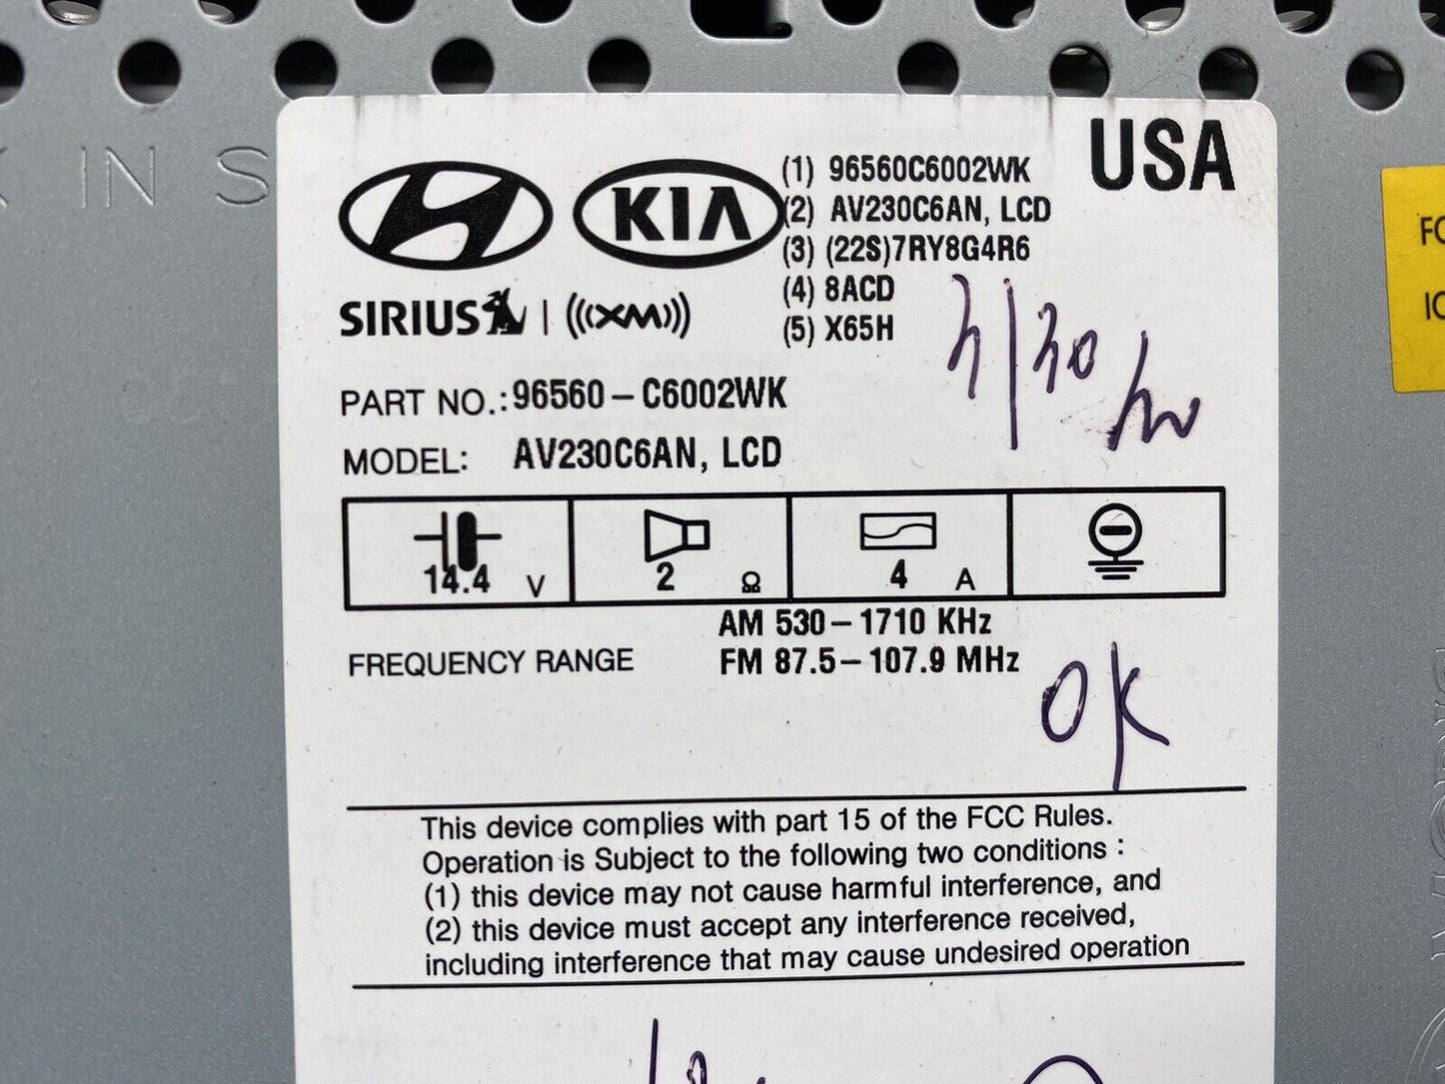 IN S
USA
KIA
(1) 96560C6002WK
(2) AV230C6AN, LCD
(3) (22S)7RY8G4R6
(4) 8ACD
(5) X65H
SIRIUS | (((XM)))
3/30
PART NO.: 96560-C6002WK
MODEL: AV230C6AN, LCD
14.4 V
2 Ω
4 A
FREQUENCY RANGE
AM 530-1710 KHz
FM 87.5-107.9 MHz
OK
This device complies with part 15 of the FCC Rules.
Operation is Subject to the following two conditions :
(1) this device may not cause harmful interference, and
(2) this device must accept any interference received,
including interference that may cause undesired operation